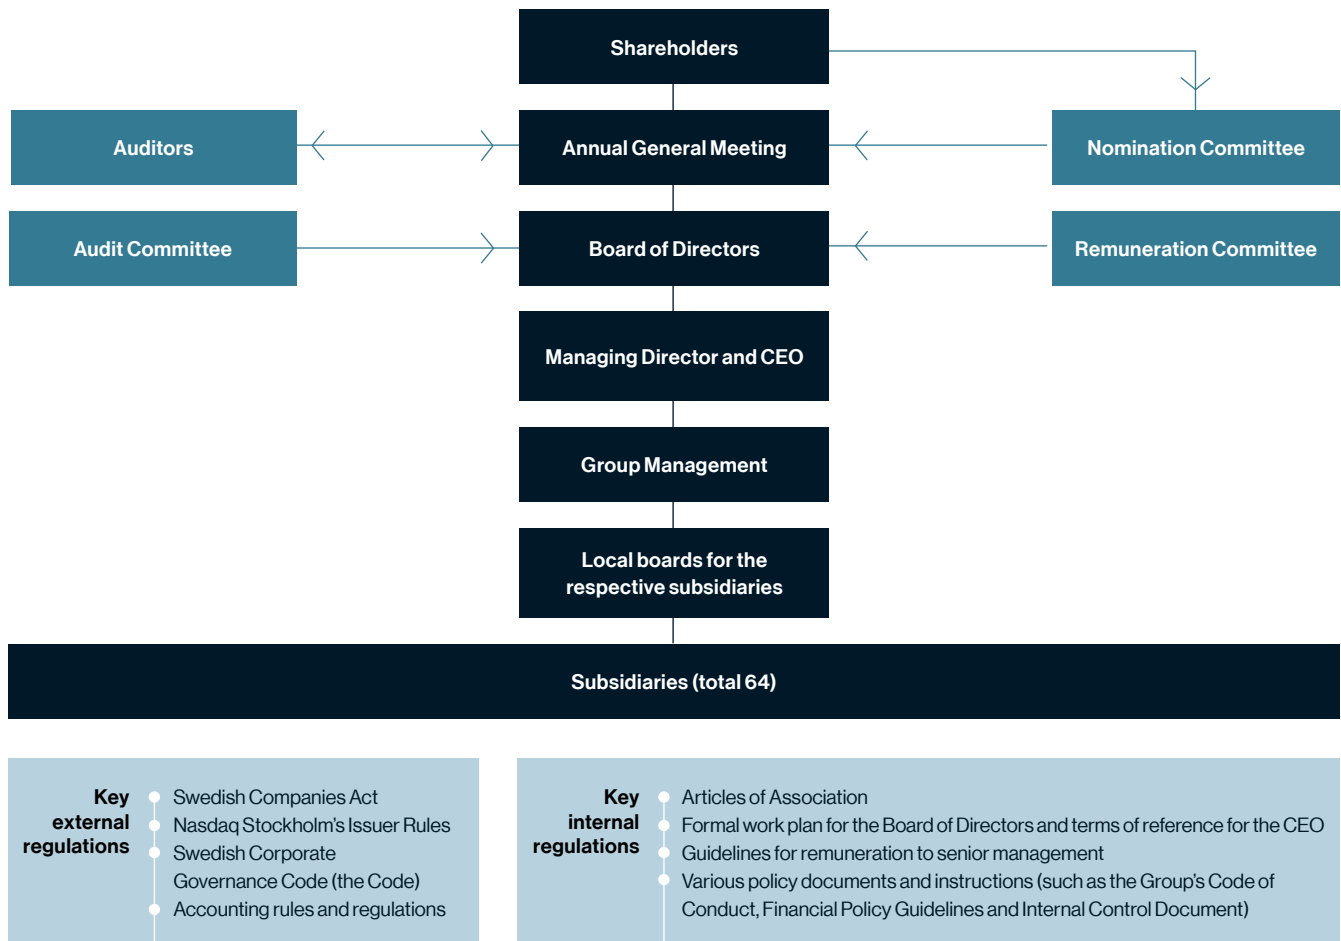 Shareholders
Auditors
Annual General Meeting
Nomination Committee
Audit Committee
Board of Directors
Remuneration Committee
Managing Director and CEO
Group Management
Local boards for the
respective subsidiaries
Subsidiaries (total 64)
Key
external
regulations
Swedish Companies Act
Nasdaq Stockholm's Issuer Rules
Swedish Corporate
Governance Code (the Code)
Accounting rules and regulations
Key
internal
regulations
Articles of Association
Formal work plan for the Board of Directors and terms of reference for the CEO
Guidelines for remuneration to senior management
Various policy documents and instructions (such as the Group's Code of
Conduct, Financial Policy Guidelines and Internal Control Document)